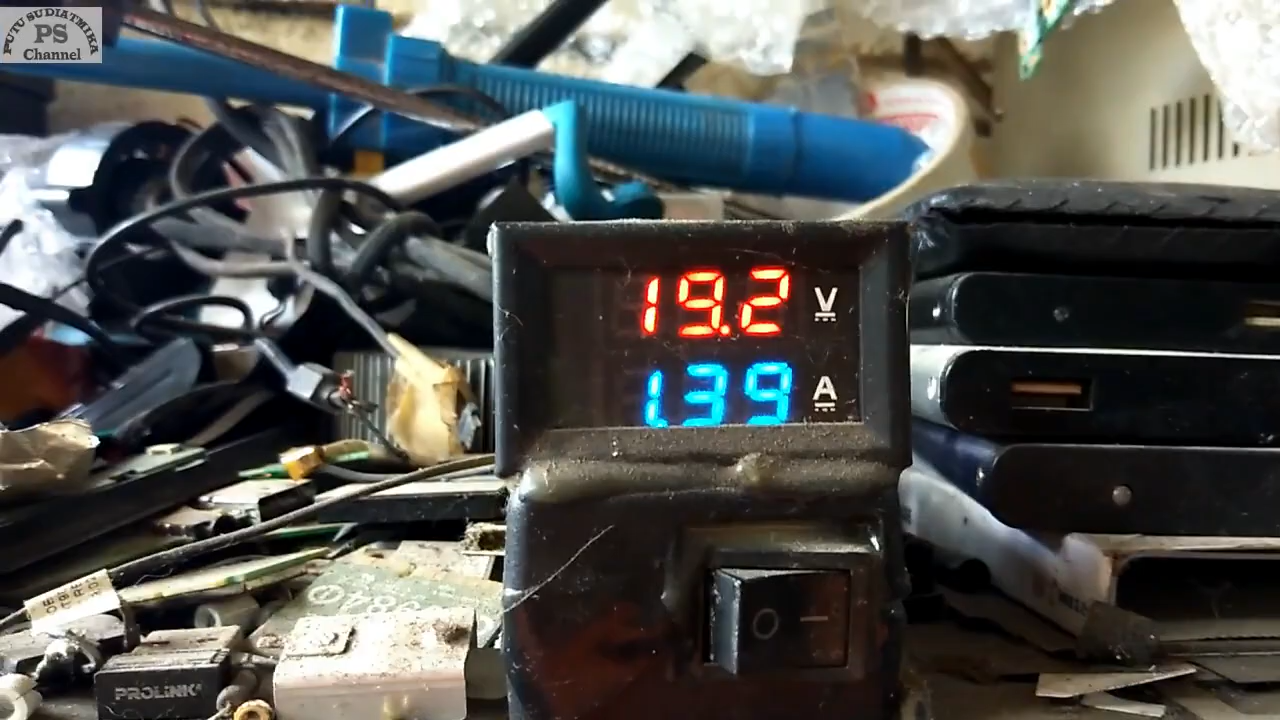 PUTU SUDIATMIKA
PS
Channel
19.2 V
1.39 A
O
PROLiNK